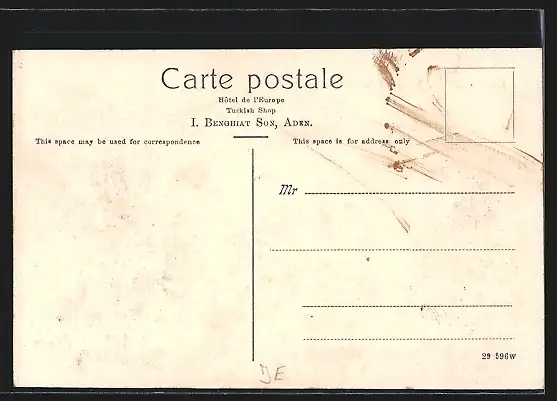 Carte postale
Hôtel de l'Europe
Turkish Shop
I. Benghiat Son, Aden.
This space may be used for correspondence
This space is for address only
Mr
29 596w
JE